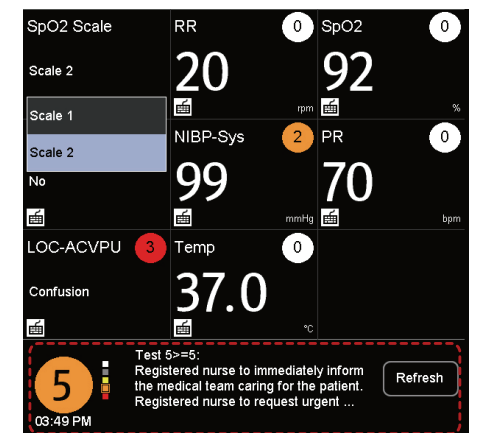 SpO2 Scale
Scale 2
Scale 1
Scale 2
No
RR 0
20
rpm
SpO2 0
92
%
NIBP-Sys 2
99
mmHg
PR 0
70
bpm
LOC-ACVPU 3
Confusion
Temp 0
37.0
°C
5
03:49 PM
Test 5>=5:
Registered nurse to immediately inform
the medical team caring for the patient.
Registered nurse to request urgent ...
Refresh